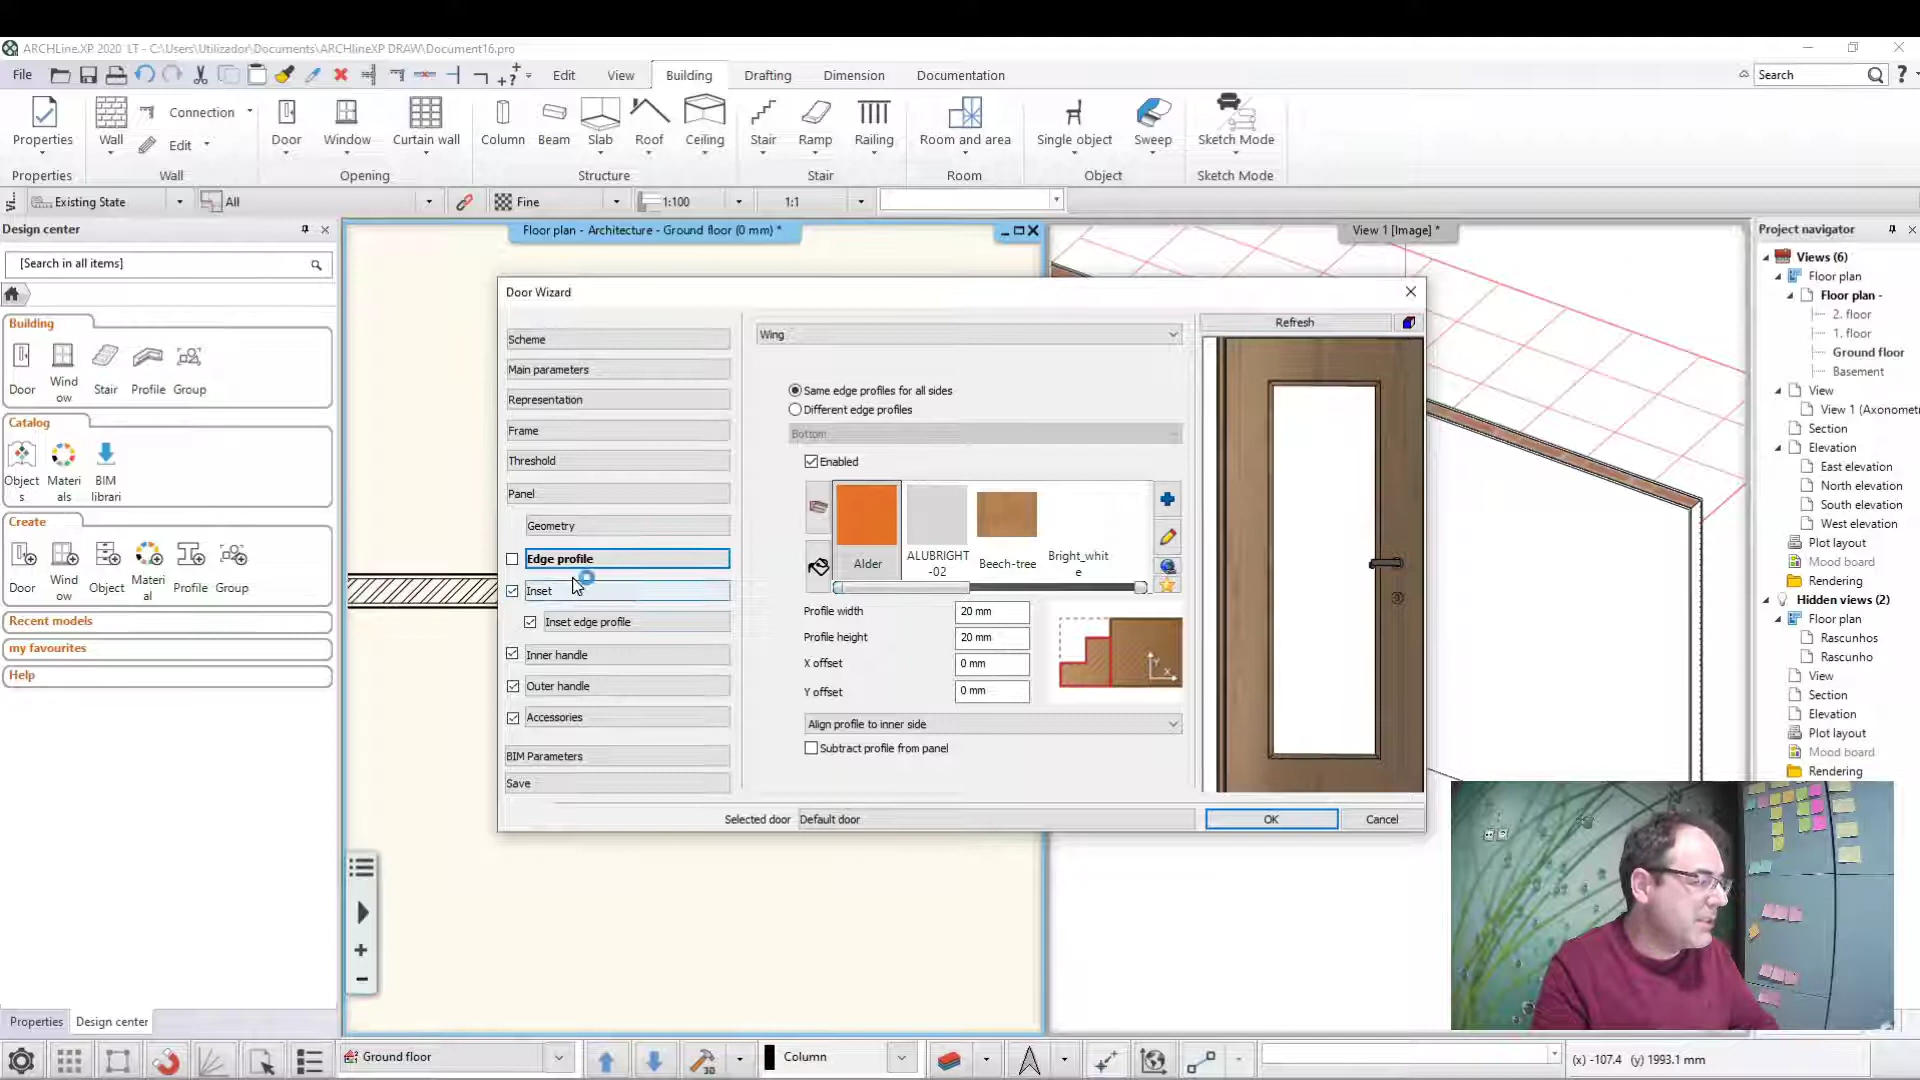 ARCHLine.XP 2020 LT - C:\Users\Utilizador\Documents\ARCHlineXP DRAW\Document16.pro
File
Edit
View
Building
Drafting
Dimension
Documentation
Search
?
Properties
Wall
Connection
Edit
Door
Window
Curtain wall
Column
Beam
Slab
Roof
Ceiling
Stair
Ramp
Railing
Room and area
Single object
Sweep
Sketch Mode
Properties
Wall
Opening
Structure
Stair
Room
Object
Sketch Mode
Existing State
All
Fine
1:100
1:1
Design center
[Search in all items]
Building
Door
Wind
ow
Stair
Profile
Group
Catalog
Object
s
Materi
als
BIM
librari
Create
Door
Wind
ow
Object
Materi
al
Profile
Group
Recent models
my favourites
Help
Properties
Design center
Floor plan - Architecture - Ground floor (0 mm) *
View 1 [Image] *
Door Wizard
Scheme
Main parameters
Representation
Frame
Threshold
Panel
Geometry
Edge profile
Inset
Inset edge profile
Inner handle
Outer handle
Accessories
BIM Parameters
Save
Wing
Same edge profiles for all sides
Different edge profiles
Bottom
Enabled
Alder
ALUBRIGHT
-02
Beech-tree
Bright_whit
e
Profile width
20 mm
Profile height
20 mm
X offset
0 mm
Y offset
0 mm
Y
X
Align profile to inner side
Subtract profile from panel
Refresh
Selected door
Default door
OK
Cancel
Project navigator
Views (6)
Floor plan
Floor plan -
2. floor
1. floor
Ground floor
Basement
View
View 1 (Axonomet
Section
Elevation
East elevation
North elevation
South elevation
West elevation
Plot layout
Mood board
Rendering
Hidden views (2)
Floor plan
Rascunhos
Rascunho
View
Section
Elevation
Plot layout
Mood board
Rendering
Ground floor
3D
Column
(x) -107.4 (y) 1993.1 mm